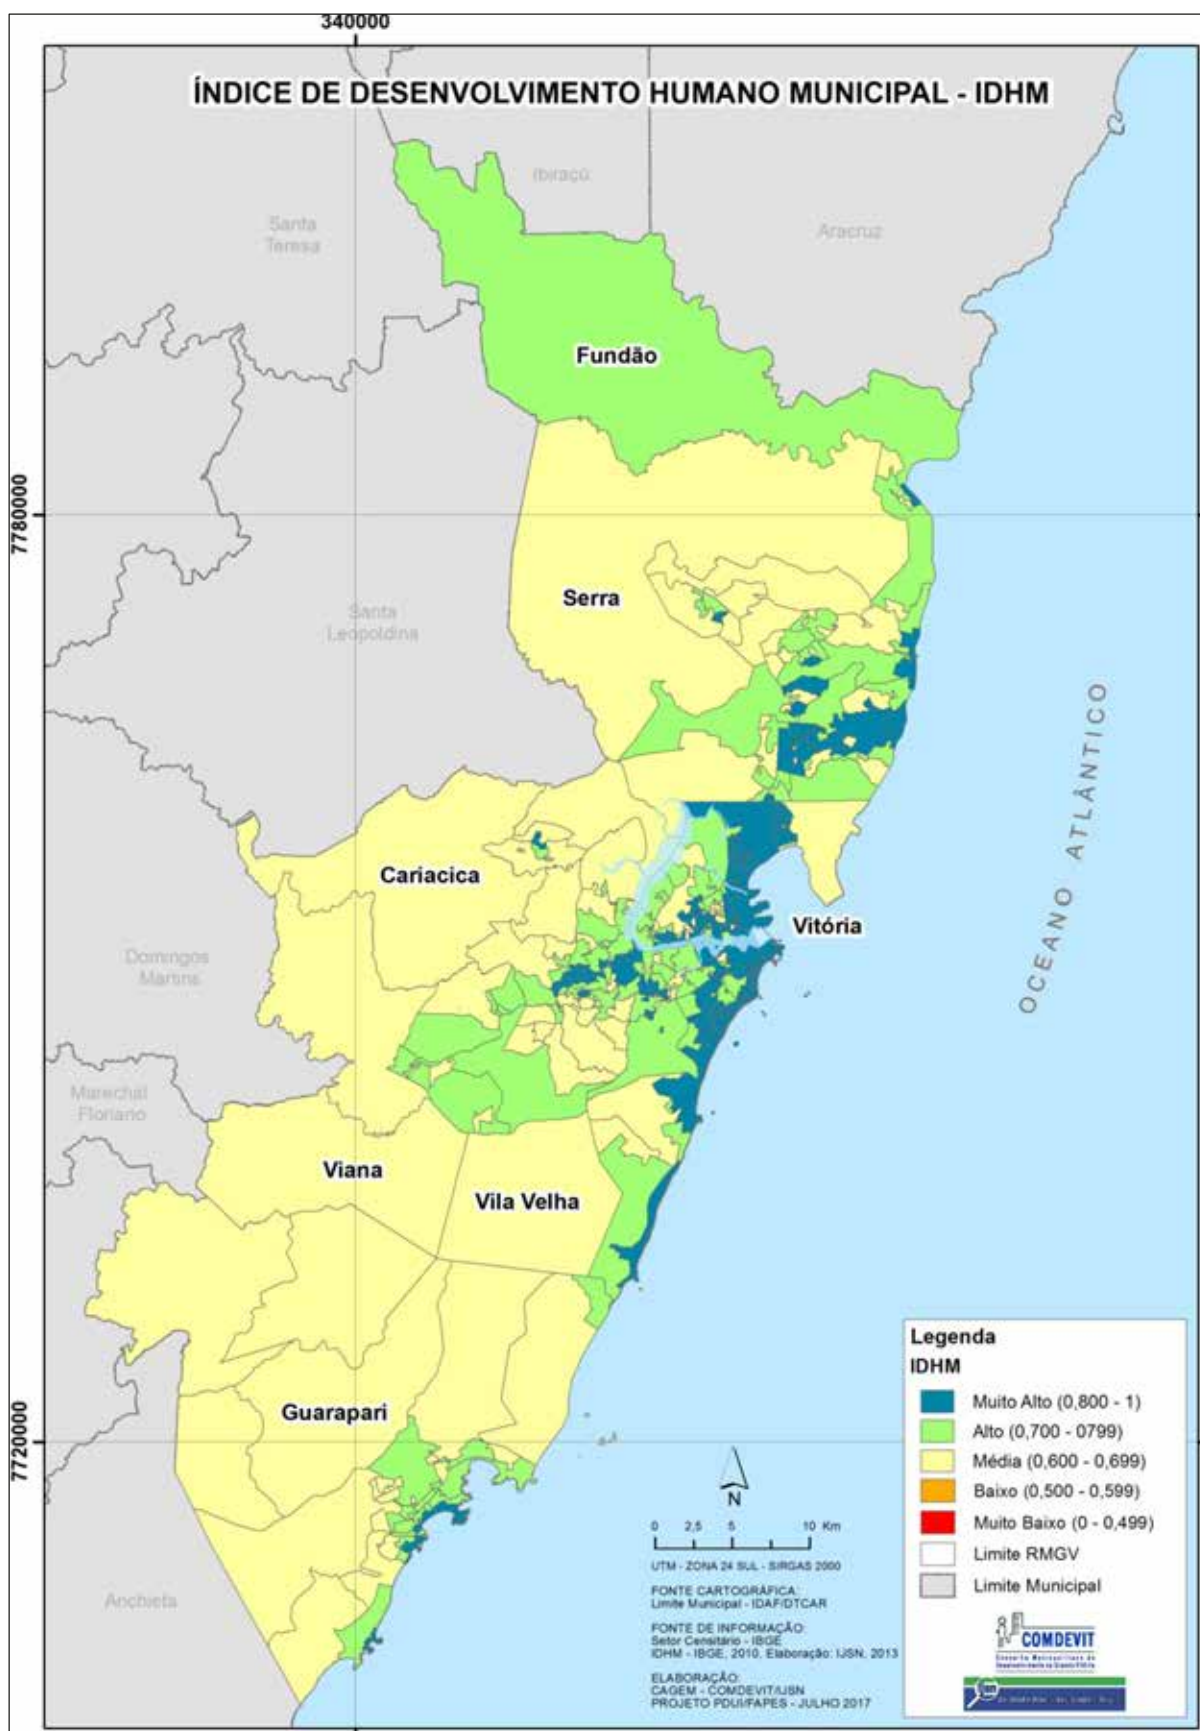 340000
ÍNDICE DE DESENVOLVIMENTO HUMANO MUNICIPAL - IDHM
Ibiraçú
Santa
Teresa
Aracruz
Fundão
7780000
Serra
Santa
Leopoldina
OCEANO ATLÂNTICO
Cariacica
Vitória
Domingos
Martins
Marechal
Floriano
Viana
Vila Velha
Guarapari
7720000
Anchieta
N
0 2,5 5 10 Km
UTM - ZONA 24 SUL - SIRGAS 2000
FONTE CARTOGRÁFICA:
Limite Municipal - IDAF/DTCAR
FONTE DE INFORMAÇÃO:
Setor Censitário - IBGE
IDHM - IBGE, 2010. Elaboração: IJSN, 2013
ELABORAÇÃO:
CAGEM - COMDEVIT/IJSN
PROJETO PDUI/FAPES - JULHO 2017
Legenda
IDHM
Muito Alto (0,800 - 1)
Alto (0,700 - 0799)
Média (0,600 - 0,699)
Baixo (0,500 - 0,599)
Muito Baixo (0 - 0,499)
Limite RMGV
Limite Municipal
COMDEVIT